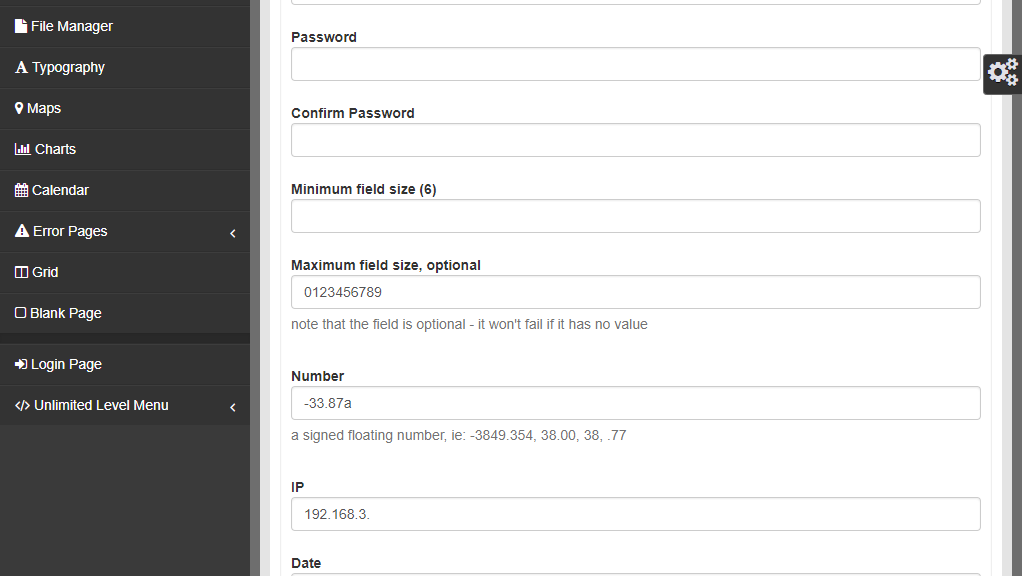 File Manager
Typography
Maps
Charts
Calendar
Error Pages
Grid
Blank Page
Login Page
Unlimited Level Menu
Password
Confirm Password
Minimum field size (6)
Maximum field size, optional
0123456789
note that the field is optional - it won't fail if it has no value
Number
-33.87a
a signed floating number, ie: -3849.354, 38.00, 38, .77
IP
192.168.3.
Date